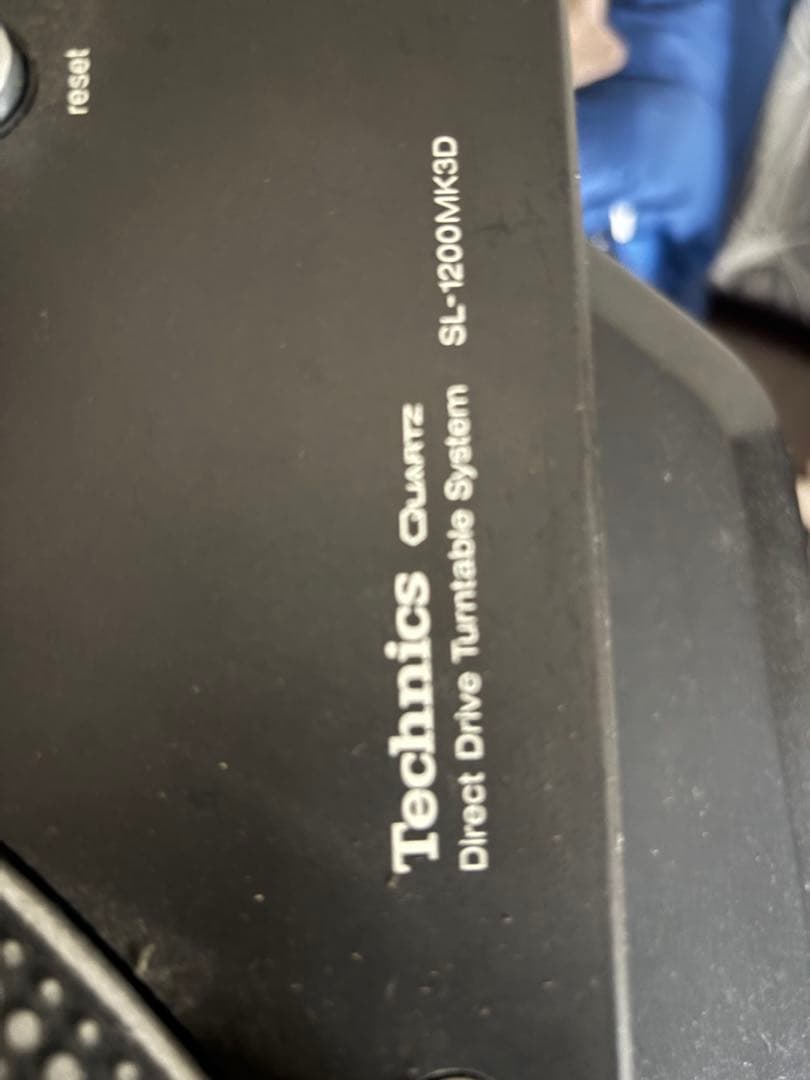 reset
Technics QUARTZ
Direct Drive Turntable System SL-1200MK3D